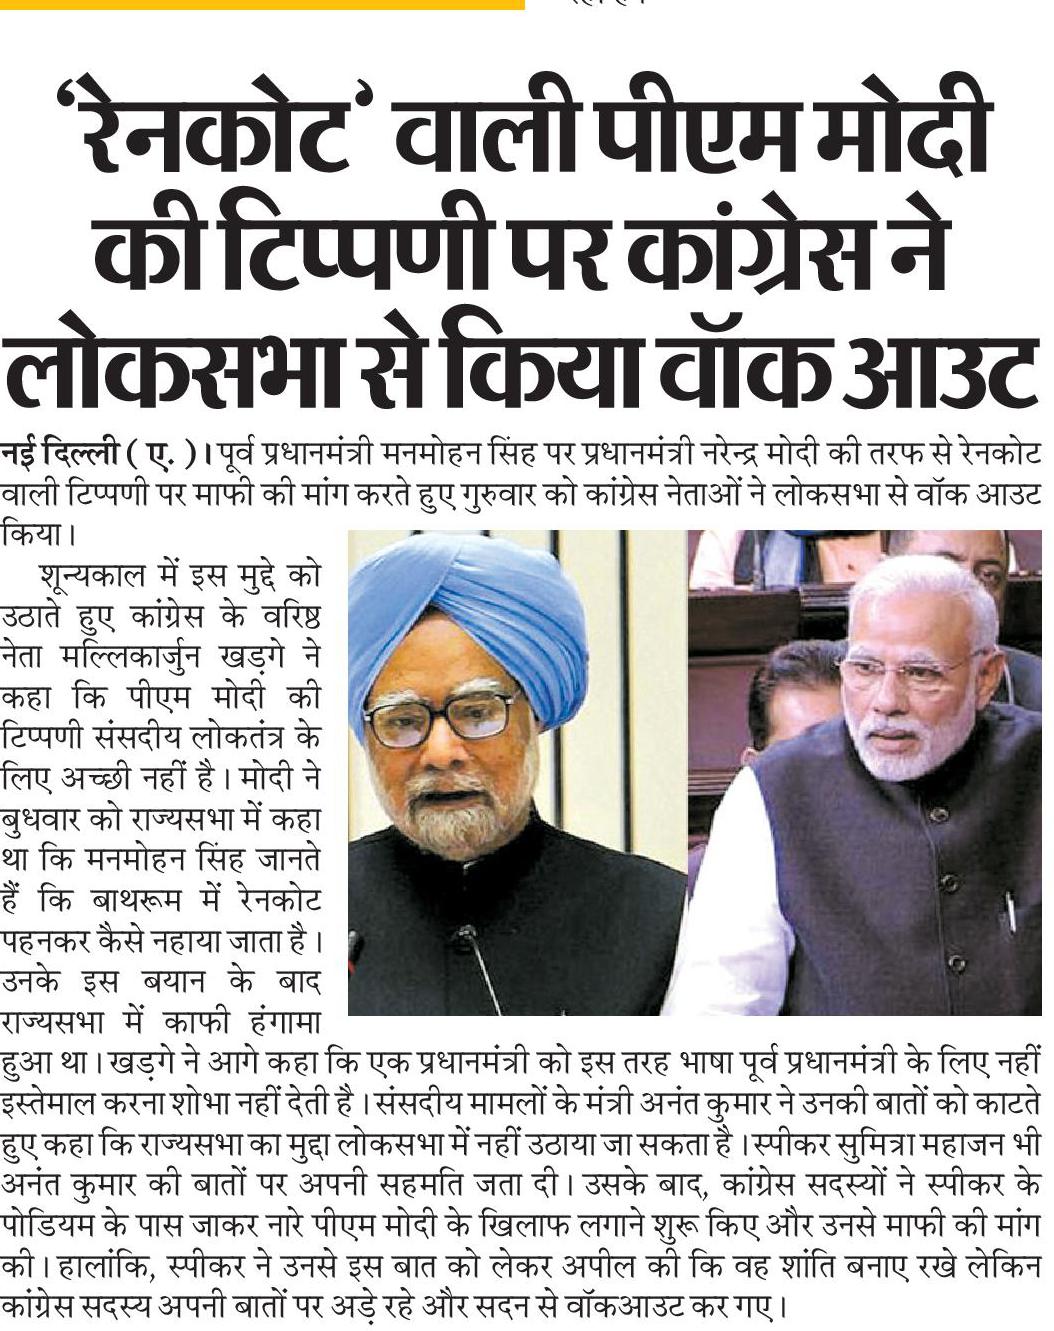 ‘रेनकोट’ वाली पीएम मोदी
की टिप्पणी पर कांग्रेस ने
लोकसभा से किया वॉक आउट
नई दिल्ली ( ए. )। पूर्व प्रधानमंत्री मनमोहन सिंह पर प्रधानमंत्री नरेन्द्र मोदी की तरफ से रेनकोट
वाली टिप्पणी पर माफी की मांग करते हुए गुरुवार को कांग्रेस नेताओं ने लोकसभा से वॉक आउट
किया।
शून्यकाल में इस मुद्दे को
उठाते हुए कांग्रेस के वरिष्ठ
नेता मल्लिकार्जुन खड़गे ने
कहा कि पीएम मोदी की
टिप्पणी संसदीय लोकतंत्र के
लिए अच्छी नहीं है। मोदी ने
बुधवार को राज्यसभा में कहा
था कि मनमोहन सिंह जानते
हैं कि बाथरूम में रेनकोट
पहनकर कैसे नहाया जाता है।
उनके इस बयान के बाद
राज्यसभा में काफी हंगामा
हुआ था। खड़गे ने आगे कहा कि एक प्रधानमंत्री को इस तरह भाषा पूर्व प्रधानमंत्री के लिए नहीं
इस्तेमाल करना शोभा नहीं देती है। संसदीय मामलों के मंत्री अनंत कुमार ने उनकी बातों को काटते
हुए कहा कि राज्यसभा का मुद्दा लोकसभा में नहीं उठाया जा सकता है। स्पीकर सुमित्रा महाजन भी
अनंत कुमार की बातों पर अपनी सहमति जता दी। उसके बाद, कांग्रेस सदस्यों ने स्पीकर के
पोडियम के पास जाकर नारे पीएम मोदी के खिलाफ लगाने शुरू किए और उनसे माफी की मांग
की। हालांकि, स्पीकर ने उनसे इस बात को लेकर अपील की कि वह शांति बनाए रखे लेकिन
कांग्रेस सदस्य अपनी बातों पर अड़े रहे और सदन से वॉकआउट कर गए।